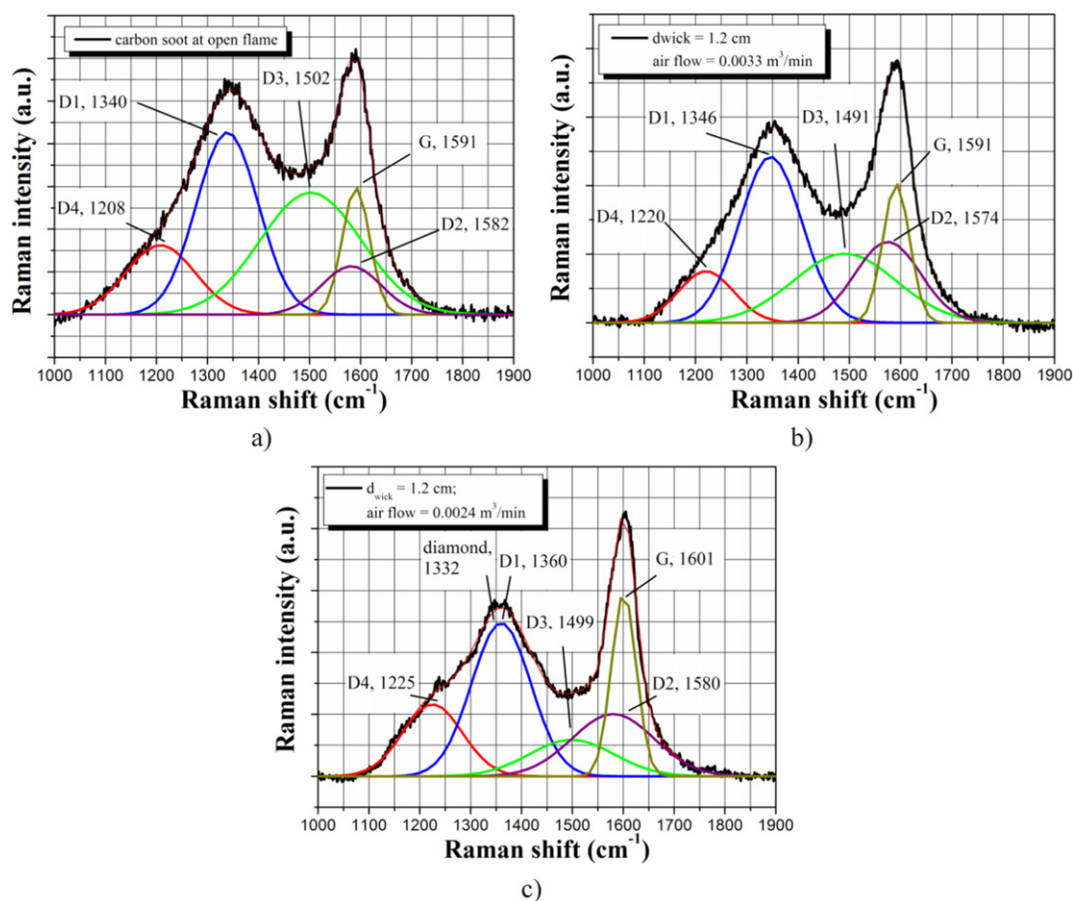 carbon soot at open flame
D3, 1502
D1, 1340
G, 1591
D4, 1208
D2, 1582
Raman intensity (a.u.)
1000 1100 1200 1300 1400 1500 1600 1700 1800 1900
Raman shift (cm⁻¹)
a)
dwick = 1.2 cm
air flow = 0.0033 m³/min
D1, 1346
D3, 1491
G, 1591
D4, 1220
D2, 1574
Raman intensity (a.u.)
1000 1100 1200 1300 1400 1500 1600 1700 1800 1900
Raman shift (cm⁻¹)
b)
dwick = 1.2 cm;
air flow = 0.0024 m³/min
diamond,
1332
D1, 1360
G, 1601
D3, 1499
D4, 1225
D2, 1580
Raman intensity (a.u.)
1000 1100 1200 1300 1400 1500 1600 1700 1800 1900
Raman shift (cm⁻¹)
c)